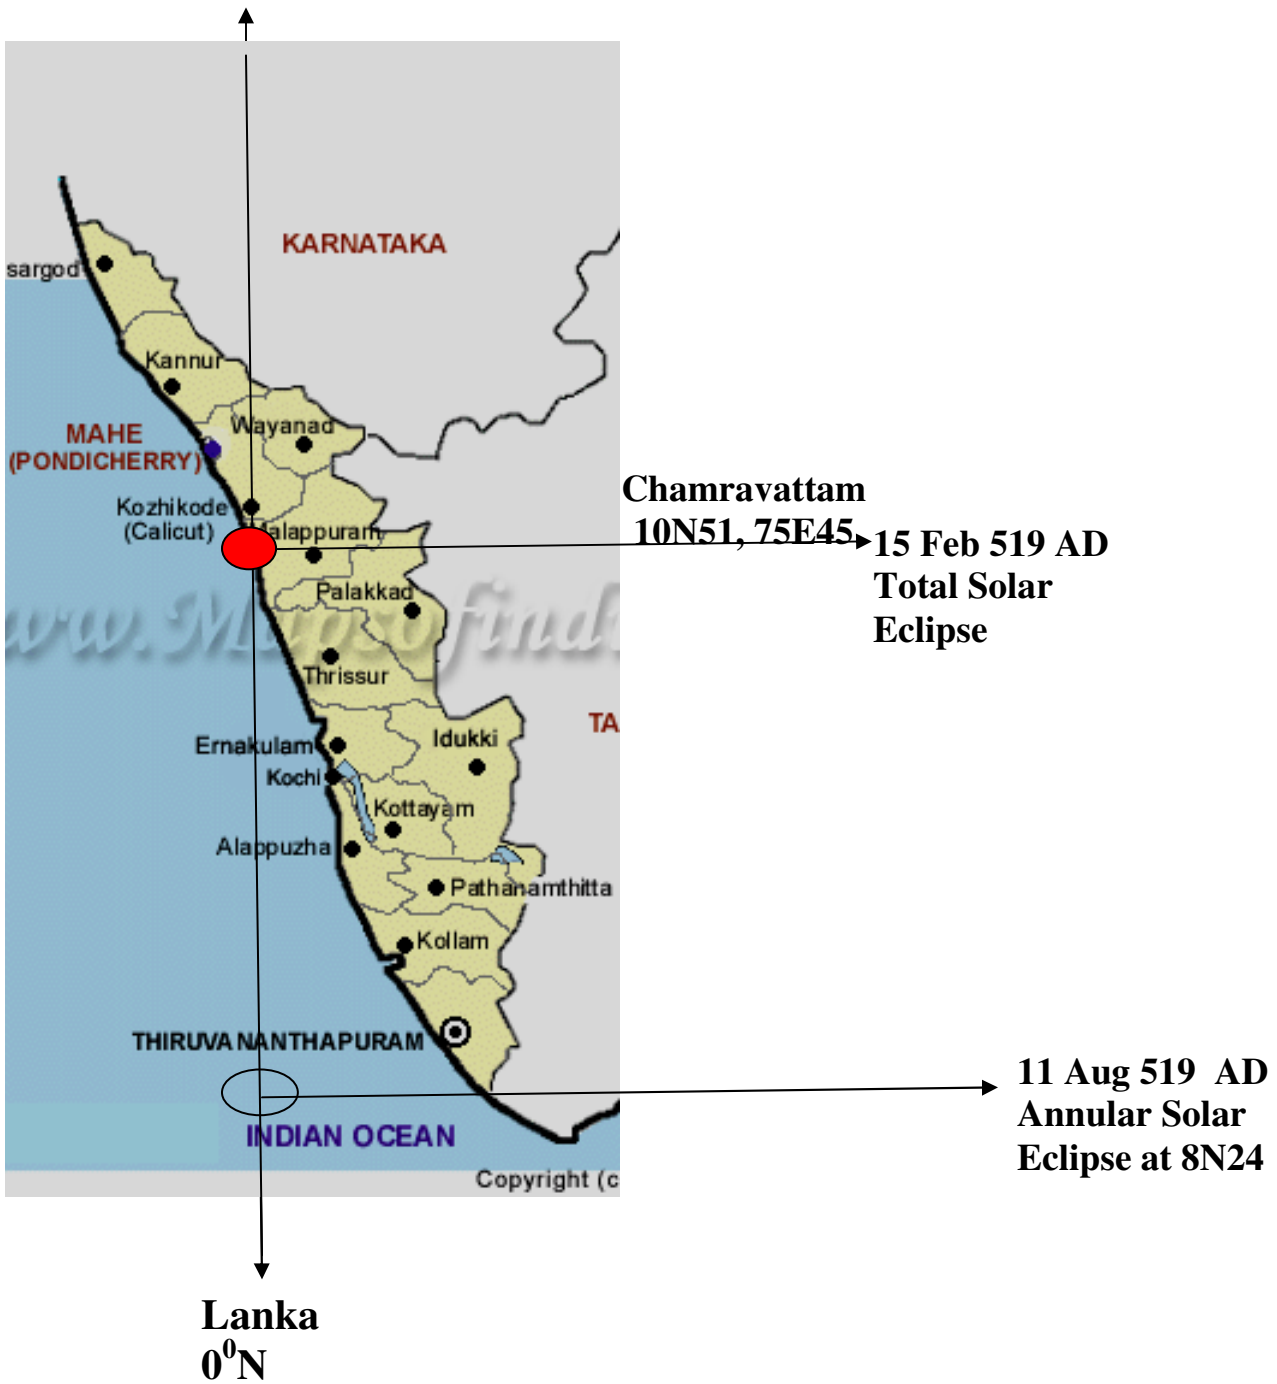 KARNATAKA
sargod
Kannur
Wayanad
MAHE
(PONDICHERRY)
Kozhikode
(Calicut)
Malappuram
Chamravattam
10N51, 75E45
15 Feb 519 AD
Total Solar
Eclipse
Palakkad
www.Mapsofindi
Thrissur
TA
Ernakulam
Idukki
Kochi
Kottayam
Alappuzha
Pathanamthitta
Kollam
THIRUVANANTHAPURAM
11 Aug 519 AD
Annular Solar
Eclipse at 8N24
INDIAN OCEAN
Copyright (c
Lanka
0⁰N